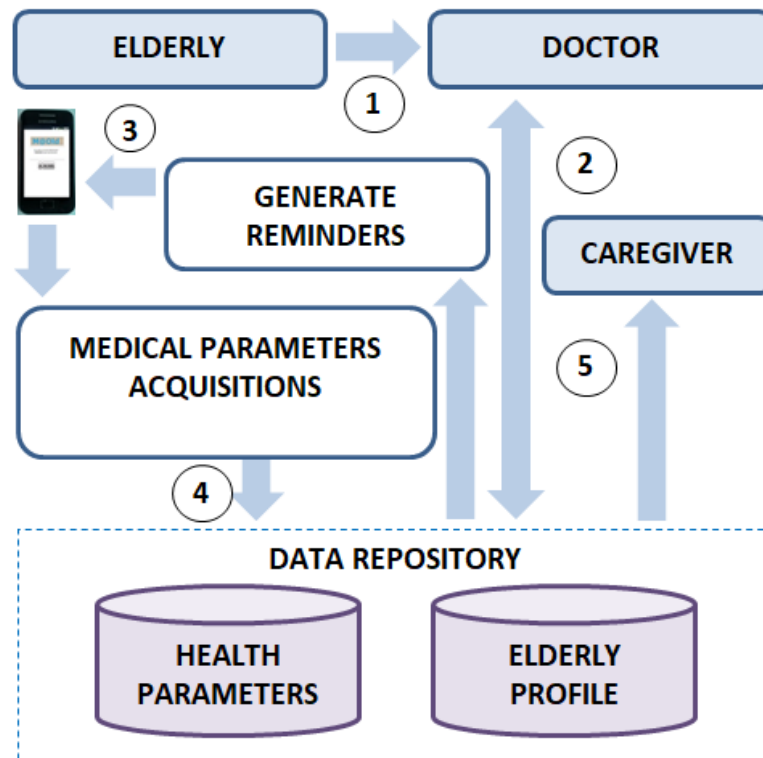 ELDERLY
DOCTOR
1
3
2
GENERATE
REMINDERS
CAREGIVER
MEDICAL PARAMETERS
ACQUISITIONS
5
4
DATA REPOSITORY
HEALTH
PARAMETERS
ELDERLY
PROFILE